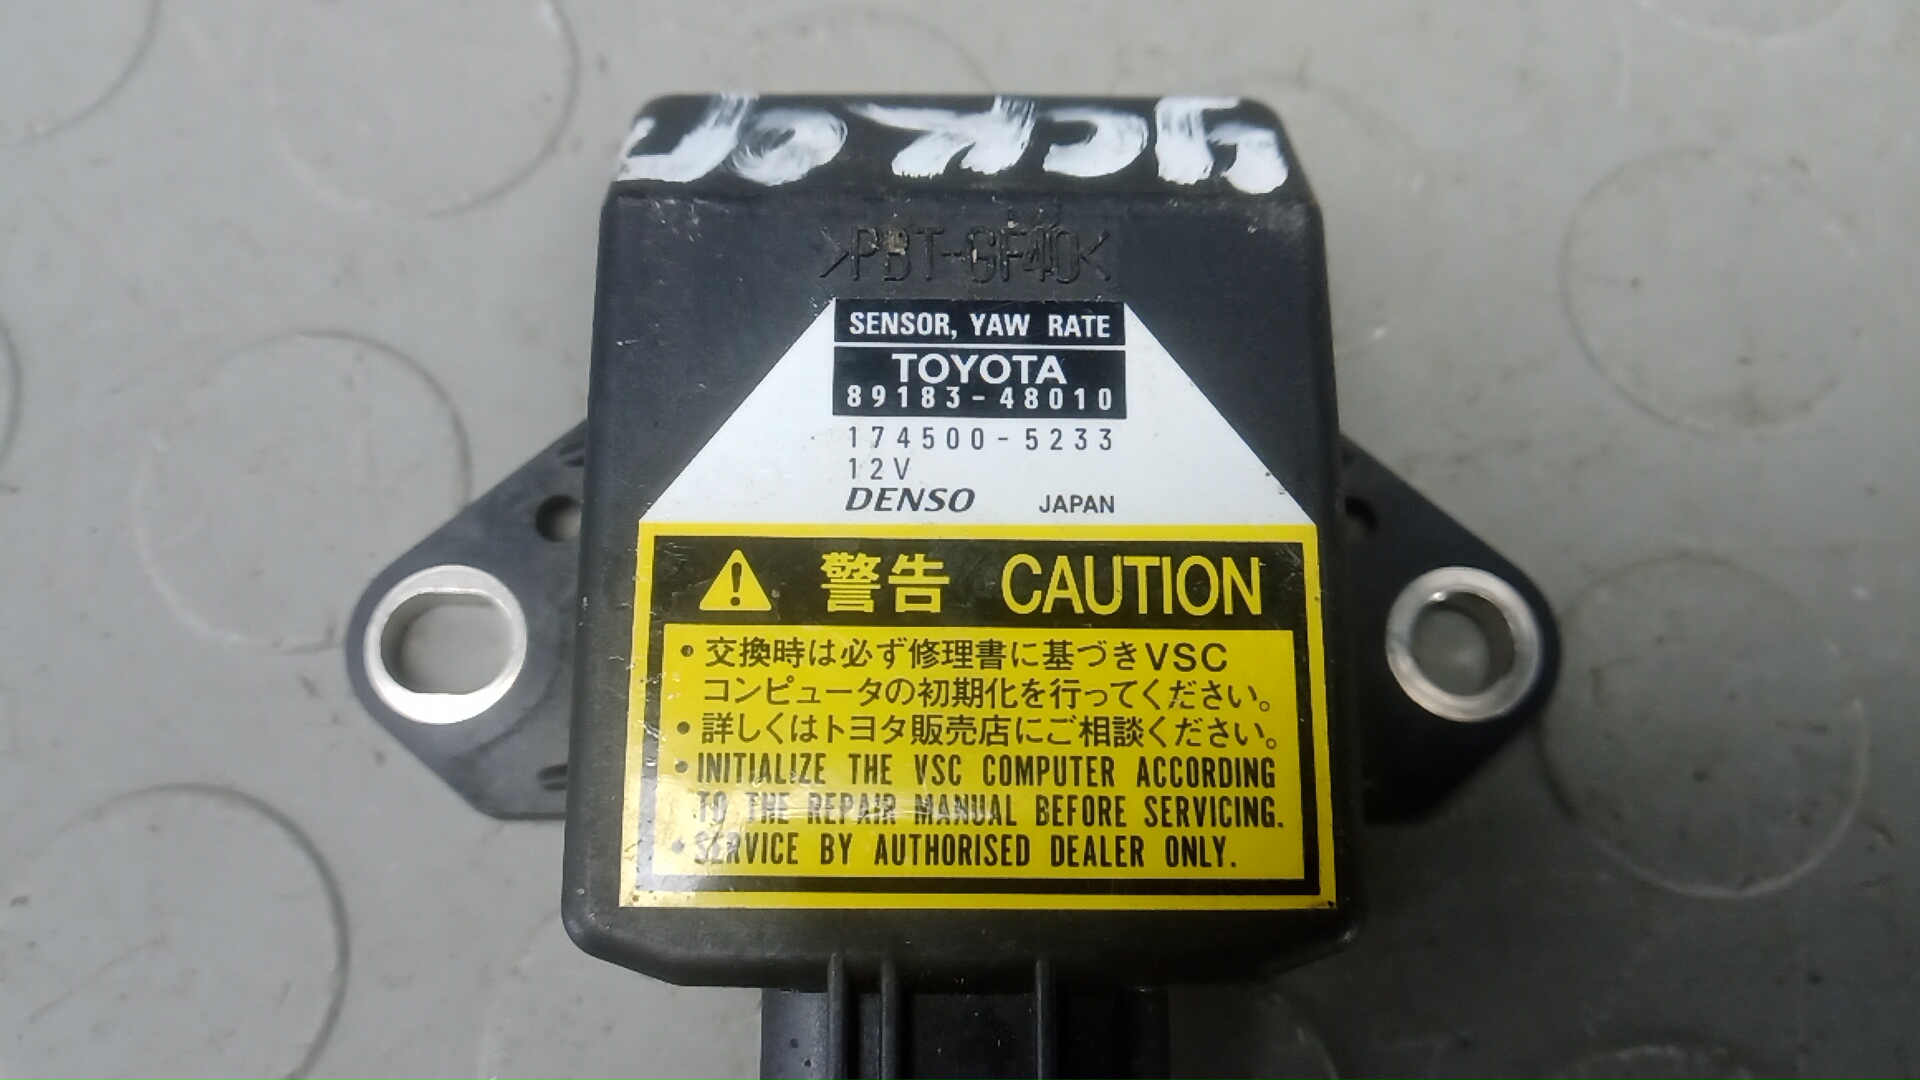 >PBT-GF40<
SENSOR, YAW RATE
TOYOTA
89183-48010
174500-5233
12V
DENSO JAPAN
警告 CAUTION
・交換時は必ず修理書に基づきVSC
コンピュータの初期化を行ってください。
・詳しくはトヨタ販売店にご相談ください。
・INITIALIZE THE VSC COMPUTER ACCORDING
TO THE REPAIR MANUAL BEFORE SERVICING.
・SERVICE BY AUTHORISED DEALER ONLY.